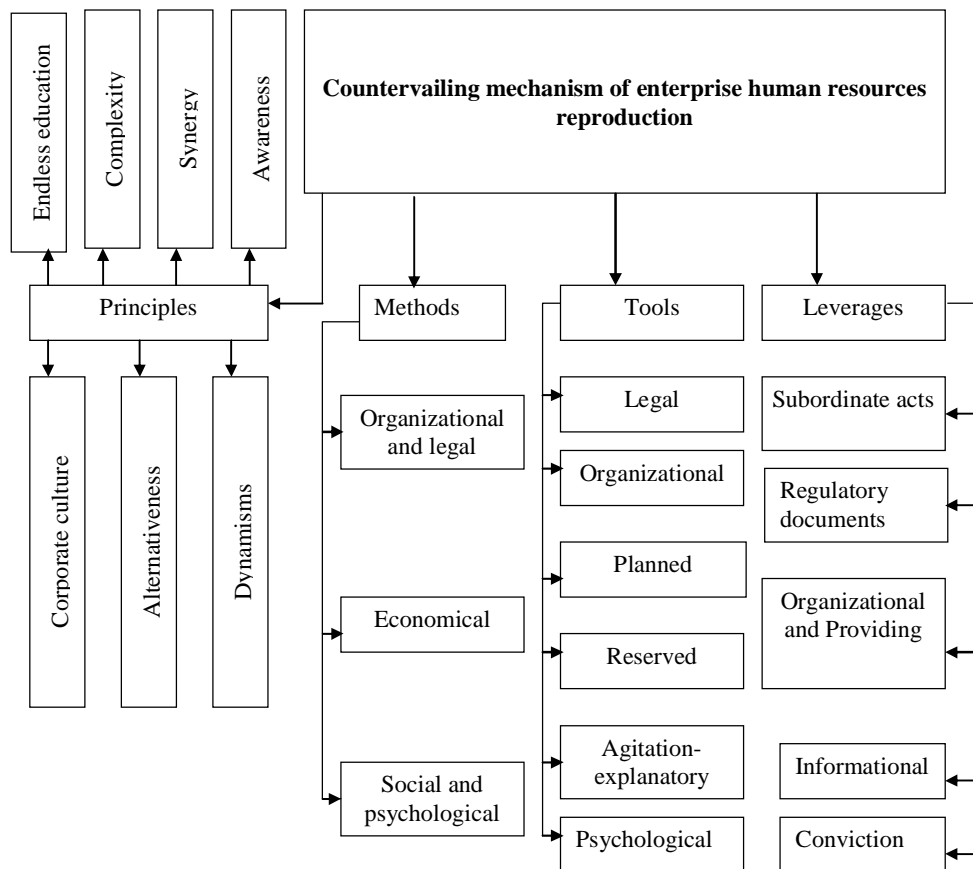 Endless education
Complexity
Synergy
Awareness
Countervailing mechanism of enterprise human resources
reproduction
Principles
Methods
Tools
Leverages
Corporate culture
Alternativeness
Dynamisms
Organizational
and legal
Economical
Social and
psychological
Legal
Organizational
Planned
Reserved
Agitation-
explanatory
Psychological
Subordinate acts
Regulatory
documents
Organizational
and Providing
Informational
Conviction